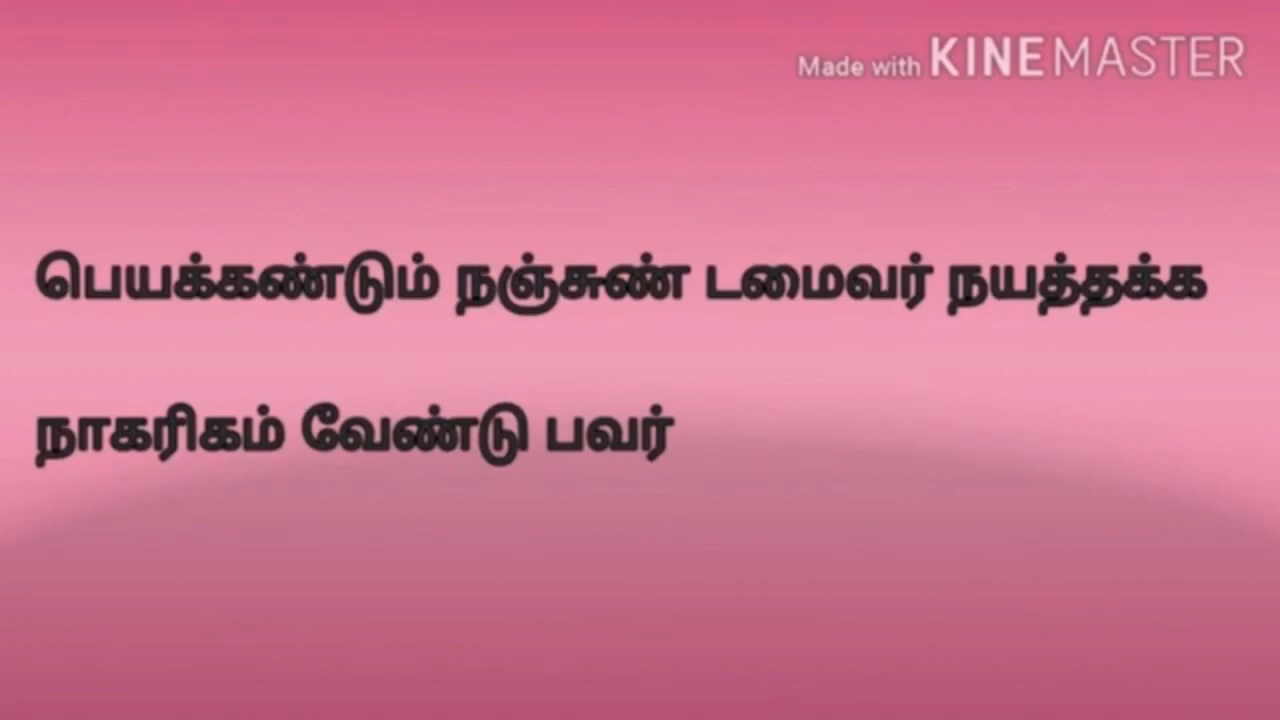 Made with KINEMASTER
பெயக்கண்டும் நஞ்சுண் டமைவர் நயத்தக்க
நாகரிகம் வேண்டு பவர்